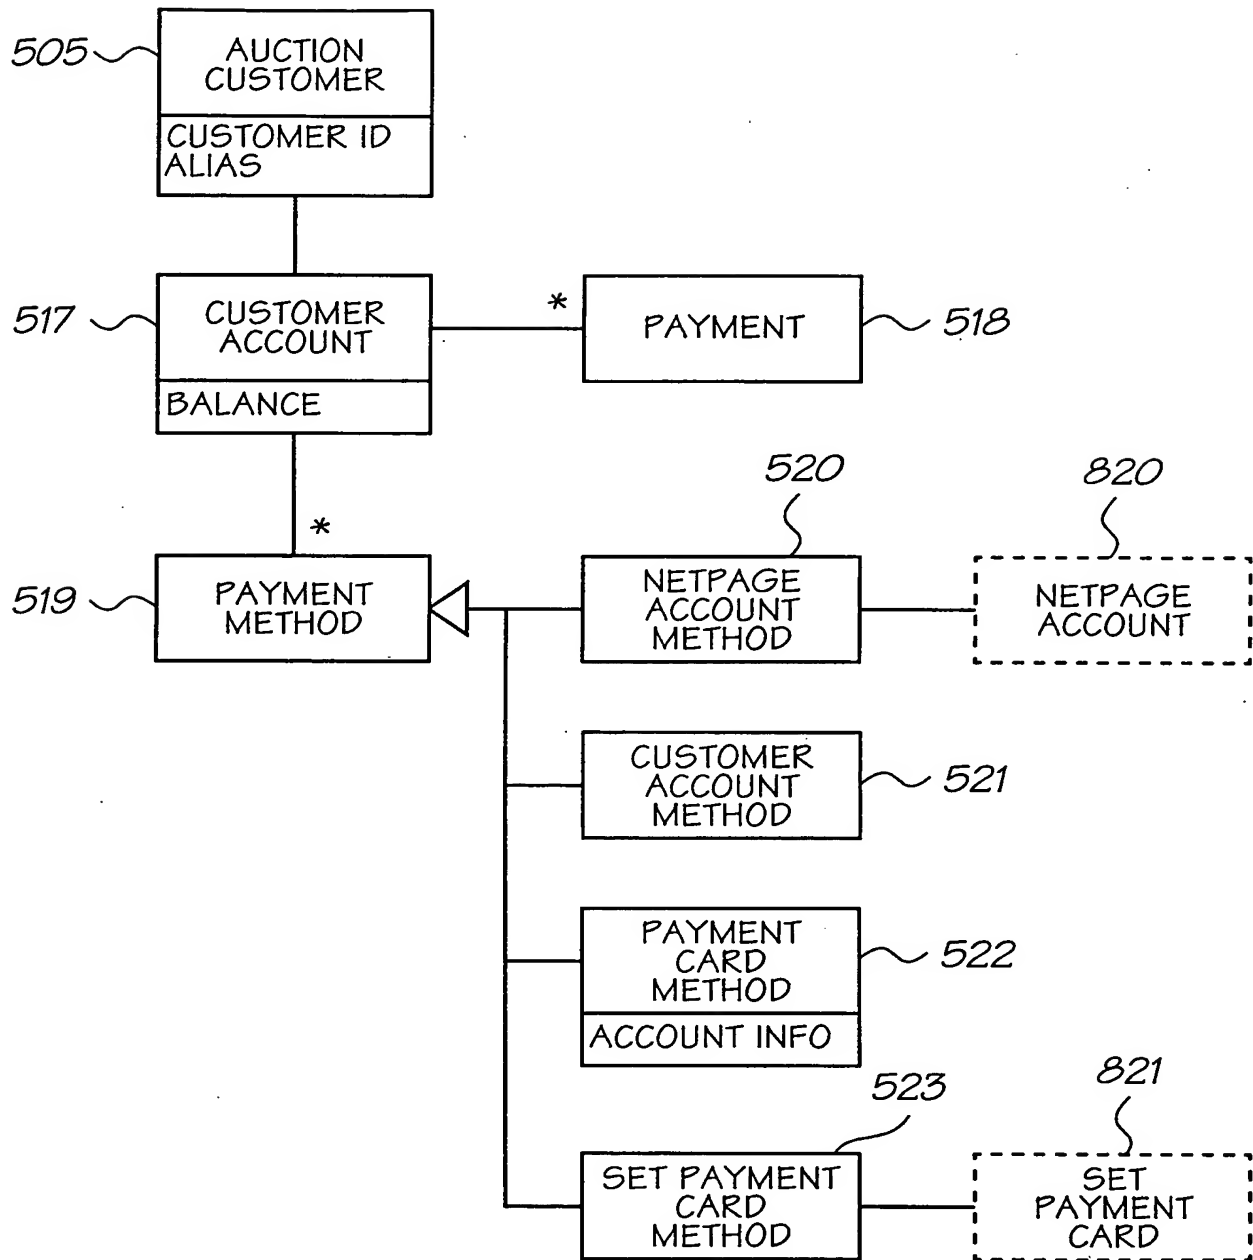 505
AUCTION
CUSTOMER
CUSTOMER ID
ALIAS
517
CUSTOMER
ACCOUNT
BALANCE
*
PAYMENT
518
*
519
PAYMENT
METHOD
520
NETPAGE
ACCOUNT
METHOD
820
NETPAGE
ACCOUNT
CUSTOMER
ACCOUNT
METHOD
521
PAYMENT
CARD
METHOD
ACCOUNT INFO
522
523
SET PAYMENT
CARD
METHOD
821
SET
PAYMENT
CARD